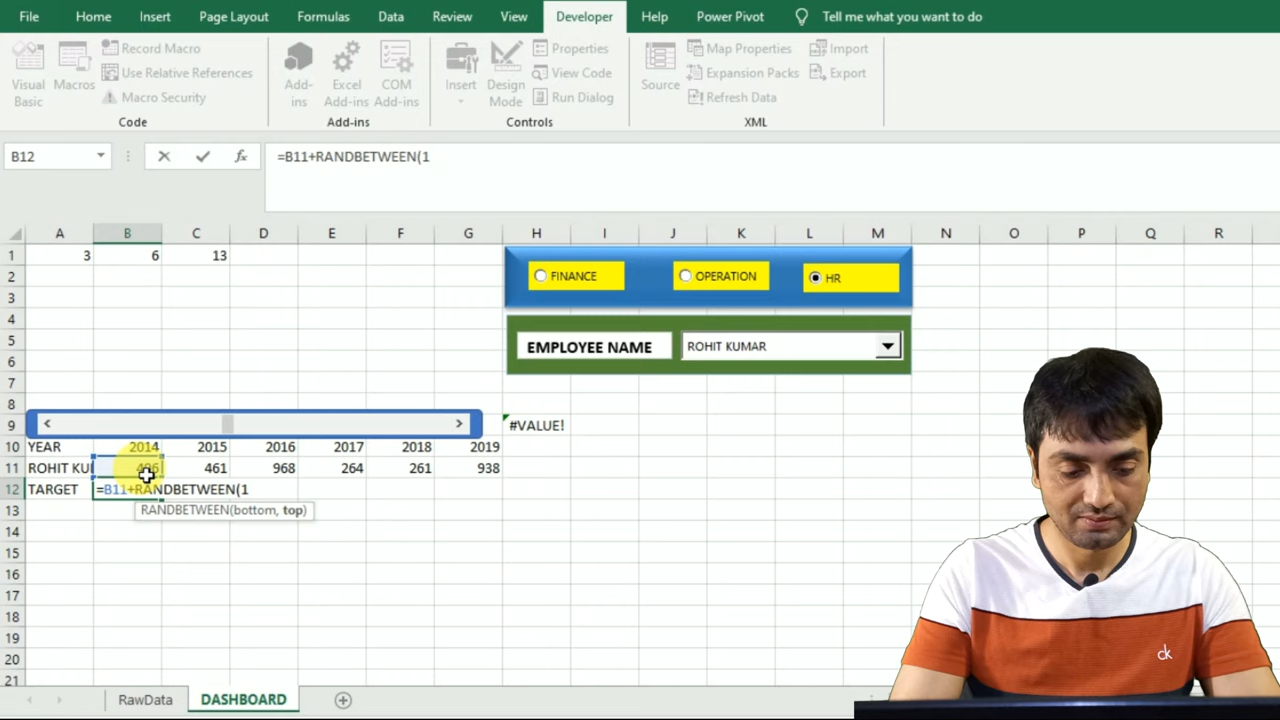 File Home Insert Page Layout Formulas Data Review View Developer Help Power Pivot Tell me what you want to do
Visual Basic
Macros
Record Macro
Use Relative References
Macro Security
Code
Add-ins
Excel Add-ins
COM Add-ins
Add-ins
Insert
Design Mode
Properties
View Code
Run Dialog
Controls
Source
Map Properties
Expansion Packs
Refresh Data
Import
Export
XML
B12 fx =B11+RANDBETWEEN(1
A B C D E F G H I J K L M N O P Q R
1 3 6 13
2 FINANCE OPERATION HR
3
4
5 EMPLOYEE NAME ROHIT KUMAR
6
7
8
9 #VALUE!
10 YEAR 2014 2015 2016 2017 2018 2019
11 ROHIT KU 461 968 264 261 938
12 TARGET =B11+RANDBETWEEN(1
13 RANDBETWEEN(bottom, top)
14
15
16
17
18
19
20
21
RawData DASHBOARD
ck